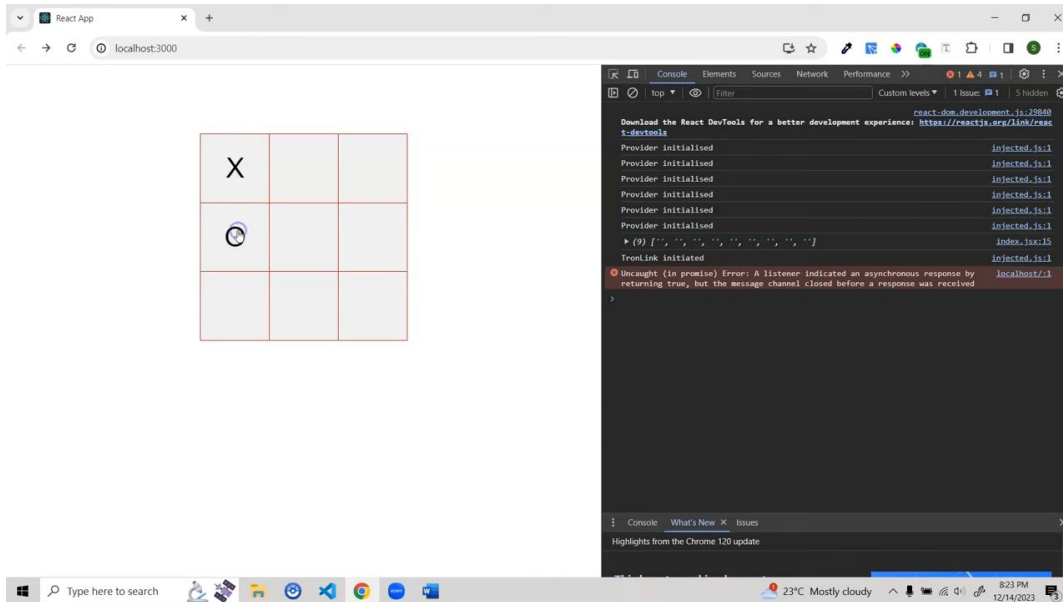 React App
localhost:3000
X
O
Console Elements Sources Network Performance
1 4 1
top Filter Custom levels 1 Issue: 1 5 hidden
react-dom.development.js:29840
Download the React DevTools for a better development experience: https://reactjs.org/link/reac
t-devtools
Provider initialised injected.js:1
Provider initialised injected.js:1
Provider initialised injected.js:1
Provider initialised injected.js:1
Provider initialised injected.js:1
Provider initialised injected.js:1
(9) ['', '', '', '', '', '', '', '', ''] index.jsx:15
TronLink initiated injected.js:1
Uncaught (in promise) Error: A listener indicated an asynchronous response by localhost/:1
returning true, but the message channel closed before a response was received
Console What's New Issues
Highlights from the Chrome 120 update
Type here to search
23°C Mostly cloudy
8:23 PM
12/14/2023